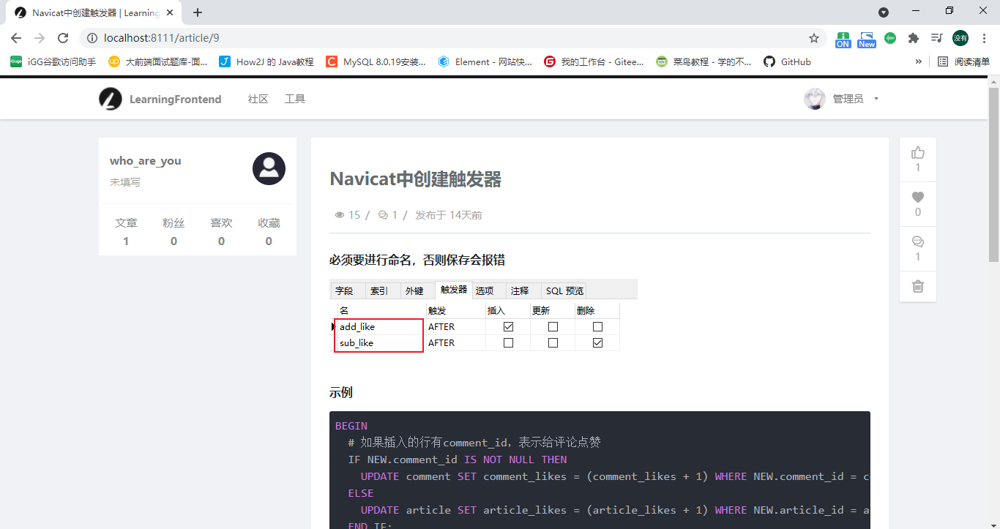 Navicat中创建触发器 | Learning
localhost:8111/article/9
ON
New
没有
iGG谷歌访问助手
大前端面试题库-面...
How2J 的 Java教程
MySQL 8.0.19安装...
Element - 网站快...
我的工作台 - Gitee...
菜鸟教程 - 学的不...
GitHub
»
阅读清单
LearningFrontend
社区
工具
管理员
who_are_you
未填写
文章 粉丝 喜欢 收藏
1 0 0 0
Navicat中创建触发器
15 / 1 / 发布于 14天前
必须要进行命名，否则保存会报错
字段 索引 外键 触发器 选项 注释 SQL 预览
名 触发 插入 更新 删除
add_like AFTER
sub_like AFTER
示例
BEGIN
# 如果插入的行有comment_id，表示给评论点赞
IF NEW.comment_id IS NOT NULL THEN
UPDATE comment SET comment_likes = (comment_likes + 1) WHERE NEW.comment_id = c
ELSE
UPDATE article SET article_likes = (article_likes + 1) WHERE NEW.article_id = a
END IF;
1
0
1